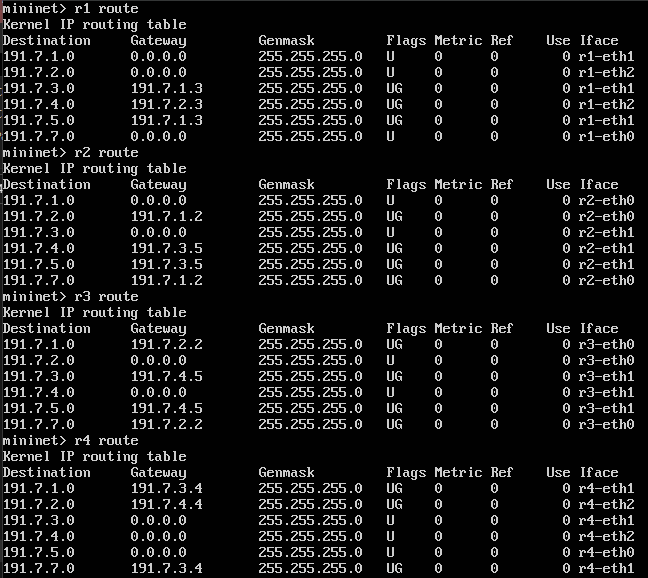 mininet> r1 route
Kernel IP routing table
Destination     Gateway         Genmask         Flags Metric Ref    Use Iface
191.7.1.0       0.0.0.0         255.255.255.0   U     0      0        0 r1-eth1
191.7.2.0       0.0.0.0         255.255.255.0   U     0      0        0 r1-eth2
191.7.3.0       191.7.1.3       255.255.255.0   UG    0      0        0 r1-eth1
191.7.4.0       191.7.2.3       255.255.255.0   UG    0      0        0 r1-eth2
191.7.5.0       191.7.1.3       255.255.255.0   UG    0      0        0 r1-eth1
191.7.7.0       0.0.0.0         255.255.255.0   U     0      0        0 r1-eth0
mininet> r2 route
Kernel IP routing table
Destination     Gateway         Genmask         Flags Metric Ref    Use Iface
191.7.1.0       0.0.0.0         255.255.255.0   U     0      0        0 r2-eth0
191.7.2.0       191.7.1.2       255.255.255.0   UG    0      0        0 r2-eth0
191.7.3.0       0.0.0.0         255.255.255.0   U     0      0        0 r2-eth1
191.7.4.0       191.7.3.5       255.255.255.0   UG    0      0        0 r2-eth1
191.7.5.0       191.7.3.5       255.255.255.0   UG    0      0        0 r2-eth1
191.7.7.0       191.7.1.2       255.255.255.0   UG    0      0        0 r2-eth0
mininet> r3 route
Kernel IP routing table
Destination     Gateway         Genmask         Flags Metric Ref    Use Iface
191.7.1.0       191.7.2.2       255.255.255.0   UG    0      0        0 r3-eth0
191.7.2.0       0.0.0.0         255.255.255.0   U     0      0        0 r3-eth0
191.7.3.0       191.7.4.5       255.255.255.0   UG    0      0        0 r3-eth1
191.7.4.0       0.0.0.0         255.255.255.0   U     0      0        0 r3-eth1
191.7.5.0       191.7.4.5       255.255.255.0   UG    0      0        0 r3-eth1
191.7.7.0       191.7.2.2       255.255.255.0   UG    0      0        0 r3-eth0
mininet> r4 route
Kernel IP routing table
Destination     Gateway         Genmask         Flags Metric Ref    Use Iface
191.7.1.0       191.7.3.4       255.255.255.0   UG    0      0        0 r4-eth1
191.7.2.0       191.7.4.4       255.255.255.0   UG    0      0        0 r4-eth2
191.7.3.0       0.0.0.0         255.255.255.0   U     0      0        0 r4-eth1
191.7.4.0       0.0.0.0         255.255.255.0   U     0      0        0 r4-eth2
191.7.5.0       0.0.0.0         255.255.255.0   U     0      0        0 r4-eth0
191.7.7.0       191.7.3.4       255.255.255.0   UG    0      0        0 r4-eth1